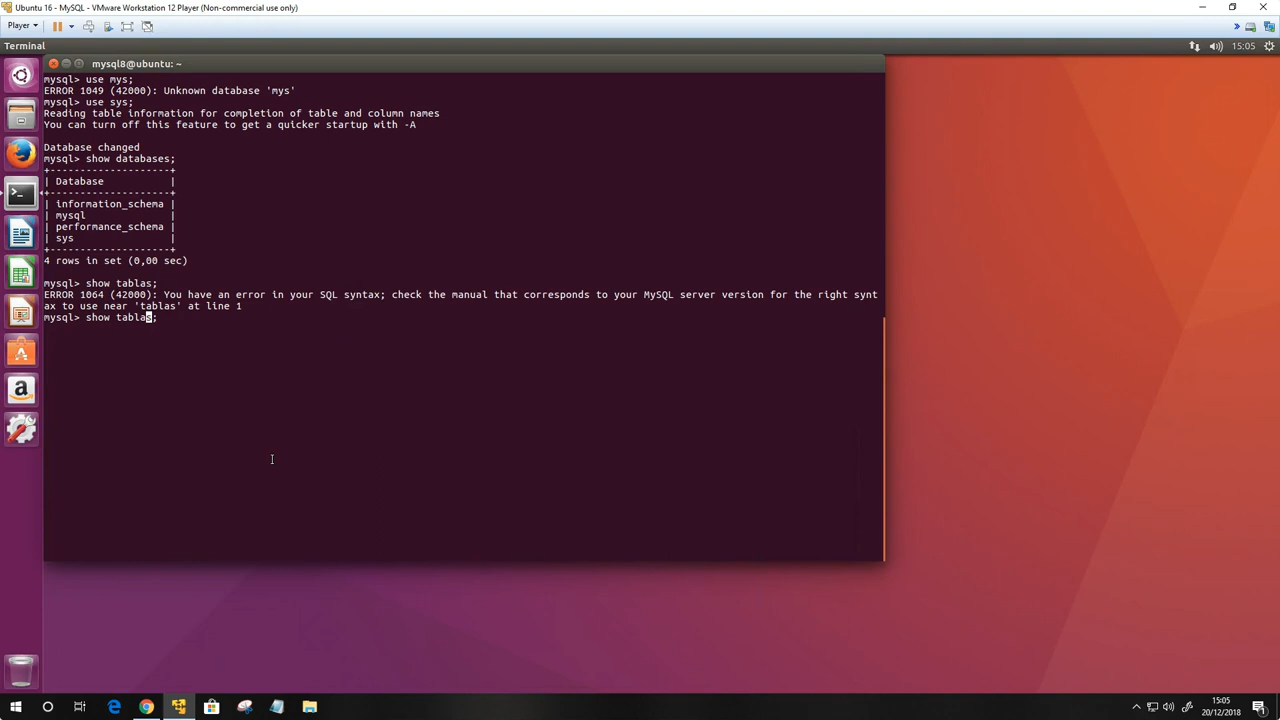 Ubuntu 16 - MySQL - VMware Workstation 12 Player (Non-commercial use only)
Player
Terminal
15:05
mysql8@ubuntu: ~
mysql> use mys;
ERROR 1049 (42000): Unknown database 'mys'
mysql> use sys;
Reading table information for completion of table and column names
You can turn off this feature to get a quicker startup with -A
Database changed
mysql> show databases;
+--------------------+
| Database           |
+--------------------+
| information_schema |
| mysql              |
| performance_schema |
| sys                |
+--------------------+
4 rows in set (0,00 sec)
mysql> show tablas;
ERROR 1064 (42000): You have an error in your SQL syntax; check the manual that corresponds to your MySQL server version for the right synt
ax to use near 'tablas' at line 1
mysql> show tablas;
15:05
20/12/2018